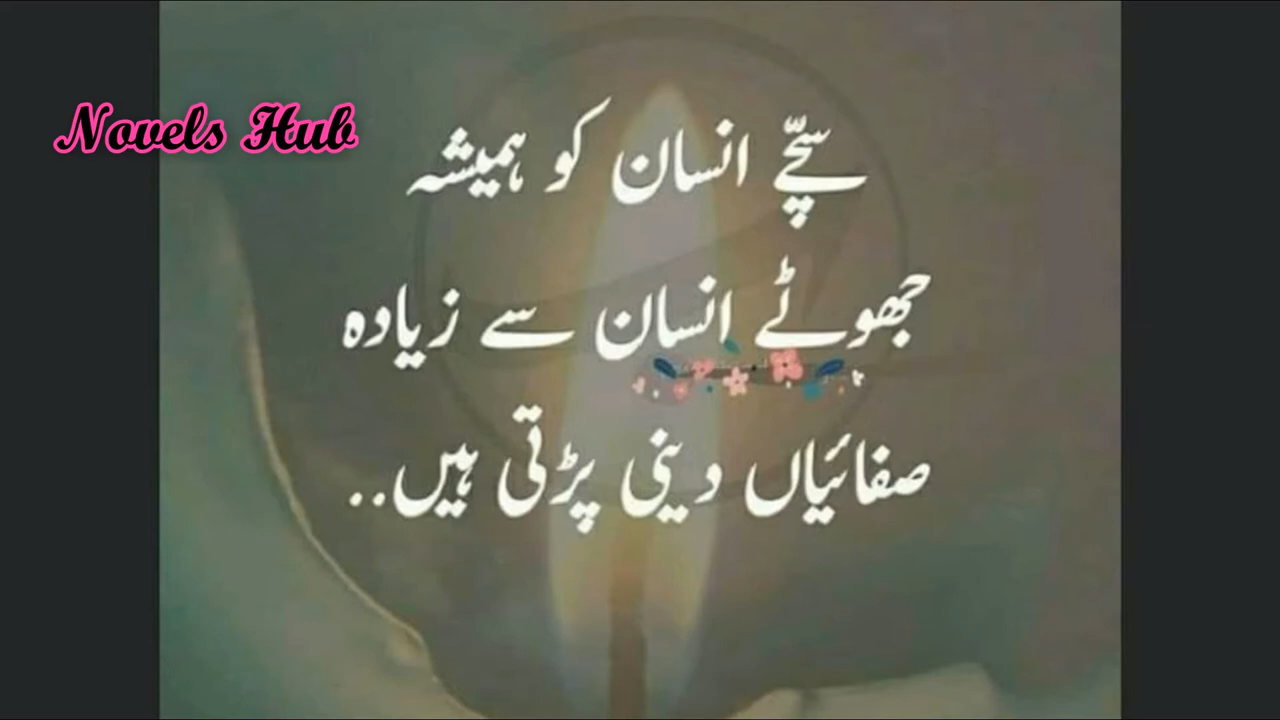 Novels Hub
سچّے انسان کو ہمیشہ
جھوٹے انسان سے زیادہ
صفائیاں دینی پڑتی ہیں..